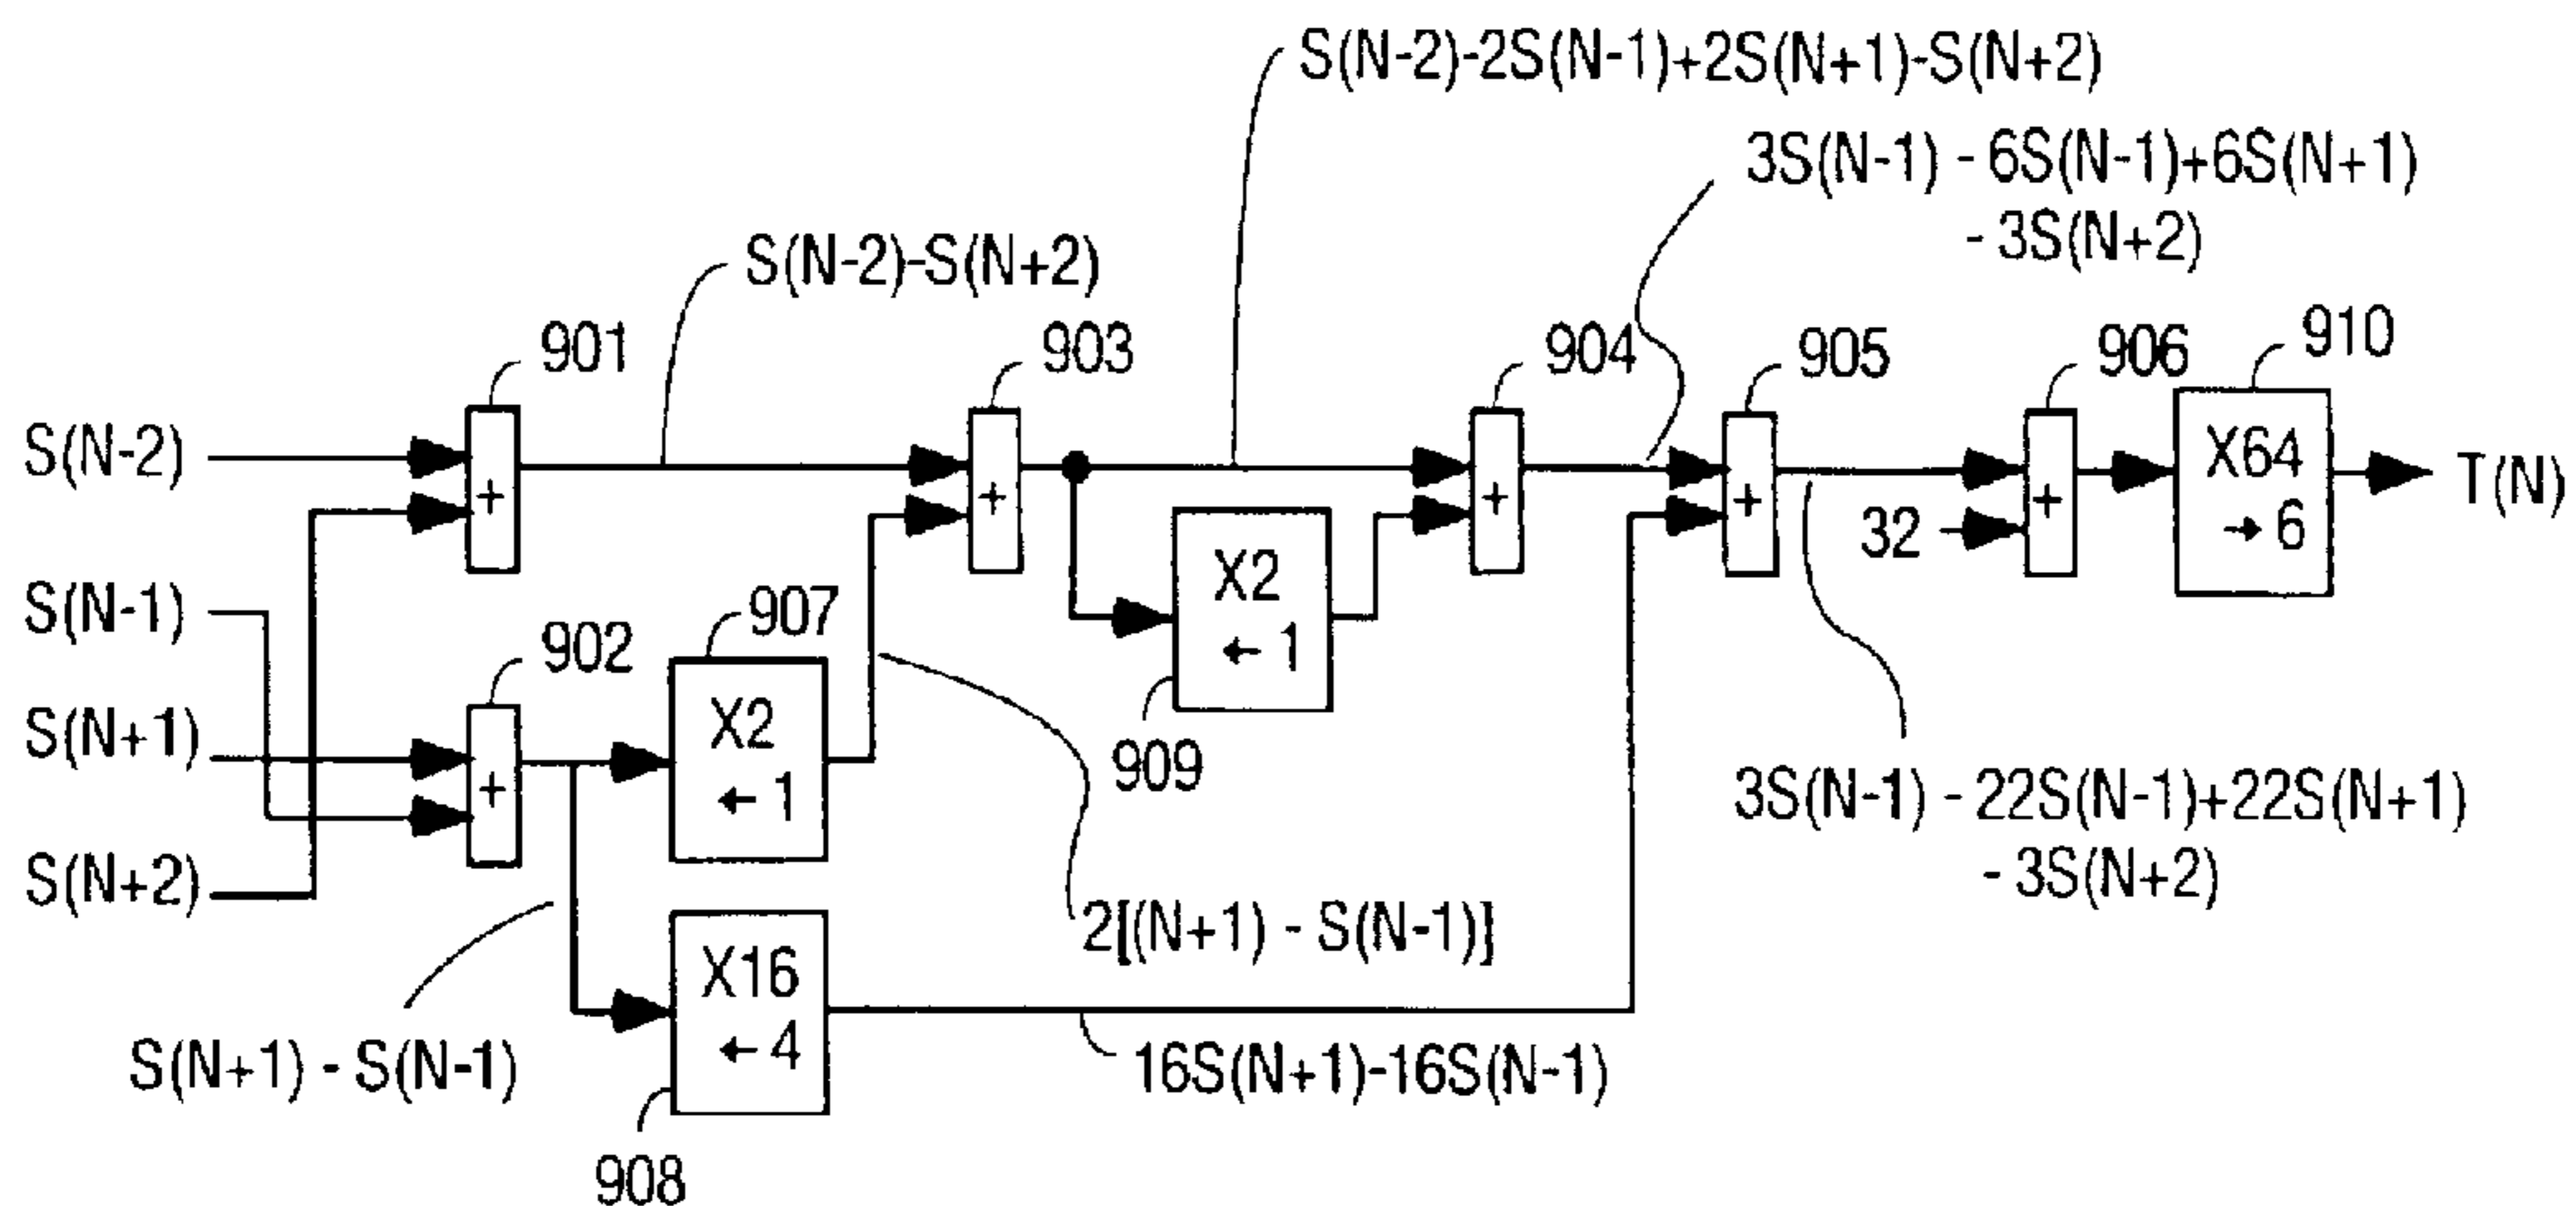 S(N-2)-2S(N-1)+2S(N+1)-S(N+2)
3S(N-1) - 6S(N-1)+6S(N+1)
- 3S(N+2)
S(N-2)-S(N+2)
901
903
904
905
906
910
S(N-2)
+
+
+
+
+
X64
→ 6
T(N)
32
X2
← 1
S(N-1)
902
907
909
S(N+1)
+
X2
← 1
S(N+2)
3S(N-1) - 22S(N-1)+22S(N+1)
- 3S(N+2)
2[(N+1) - S(N-1)]
X16
← 4
S(N+1) - S(N-1)
16S(N+1)-16S(N-1)
908